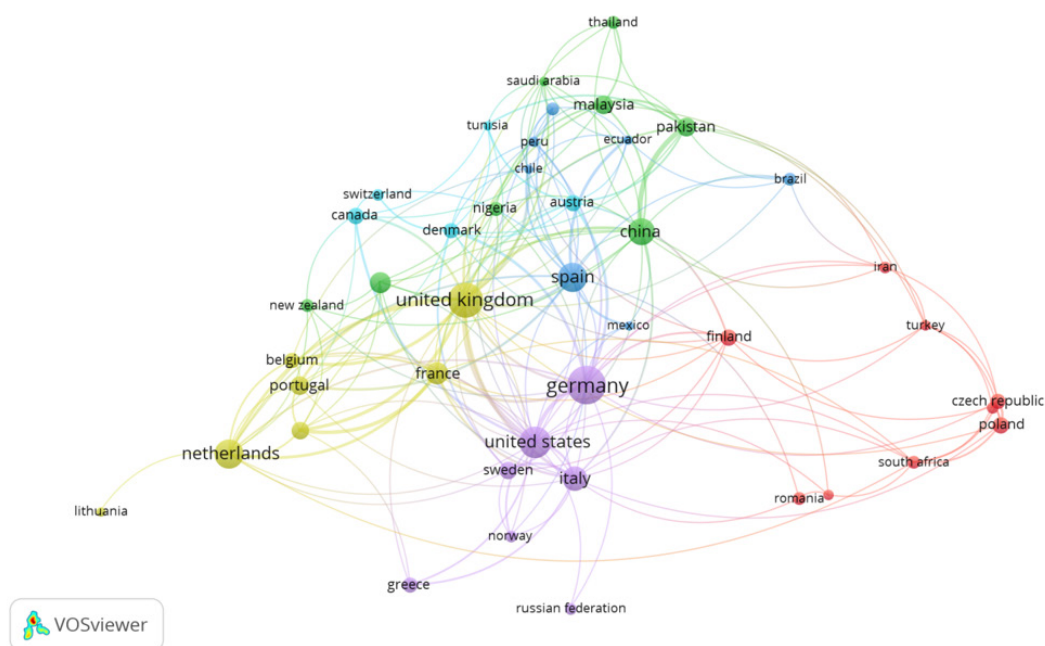 thailand
saudi arabia
malaysia
tunisia
pakistan
peru
ecuador
chile
brazil
switzerland
canada
nigeria
austria
denmark
china
iran
spain
united kingdom
new zealand
mexico
turkey
finland
belgium
france
portugal
germany
czech republic
poland
united states
netherlands
sweden
south africa
italy
romania
lithuania
norway
greece
russian federation
VOSviewer